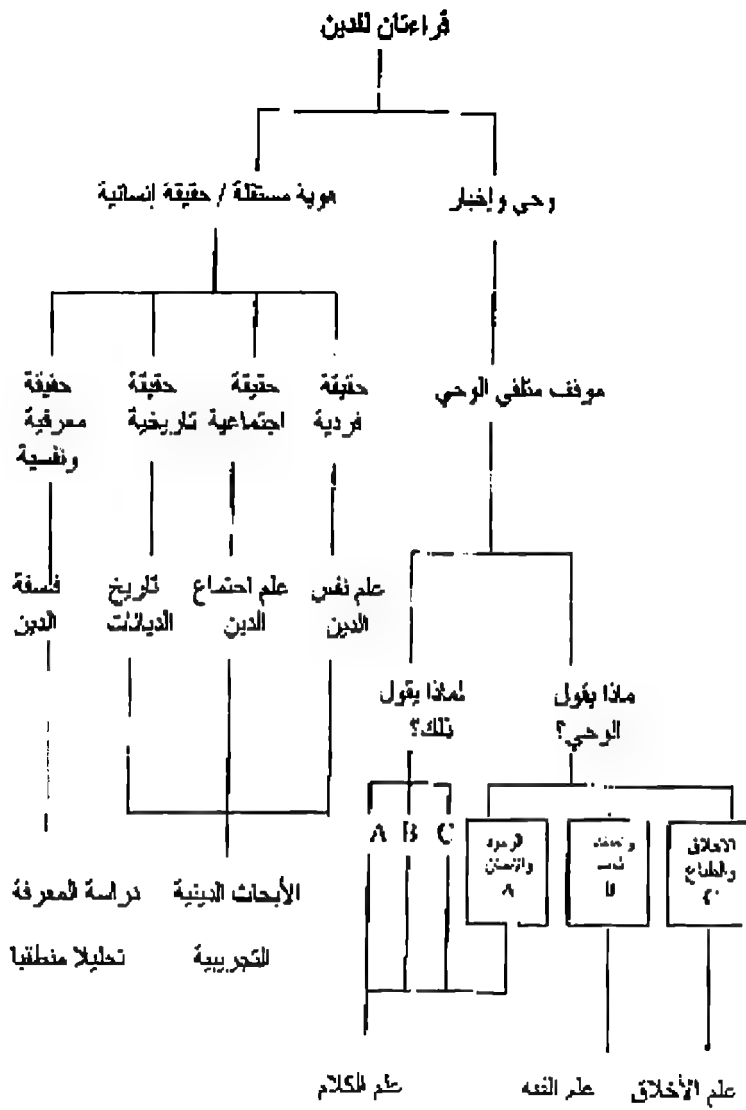 قراءتان للدين
وحي وإخبار
هوية مستقلة / حقيقة إنسانية
موقف متلقي الوحي
حقيقة
فردية
حقيقة
اجتماعية
حقيقة
تاريخية
حقيقة
معرفية
ونفسية
علم نفس
الدين
علم اجتماع
الدين
تاريخ
الديانات
فلسفة
الدين
ماذا يقول
الوحي؟
لماذا يقول
ذلك؟
الاخلاق
والطباع
C
B
والإنسان
A
C
B
A
الأبحاث الدينية
التجريبية
دراسة المعرفة
تحليلا منطقيا
علم الأخلاق
علم الفقه
علم الكلام